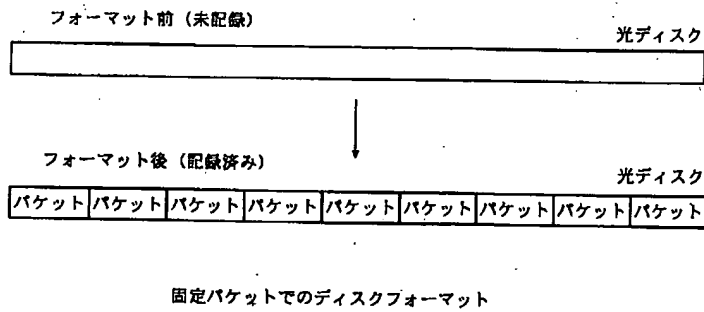 フォーマット前（未記録）
光ディスク
フォーマット後（記録済み）
光ディスク
パケット パケット パケット パケット パケット パケット パケット パケット パケット
固定パケットでのディスクフォーマット